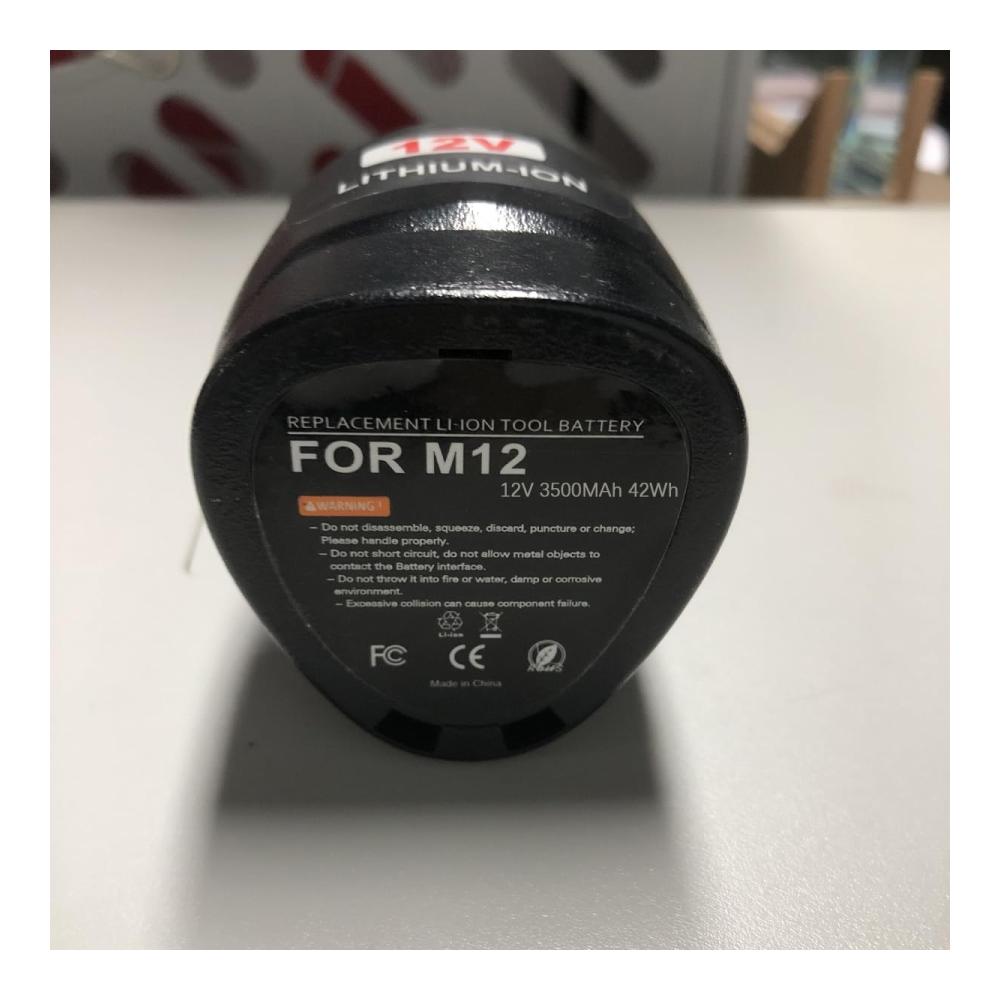 12V
LITHIUM-ION
REPLACEMENT LI-ION TOOL BATTERY
FOR M12
12V 3500MAh 42Wh
WARNING !
– Do not disassemble, squeeze, discard, puncture or change;
Please handle properly.
– Do not short circuit, do not allow metal objects to
contact the Battery interface.
– Do not throw it into fire or water, damp or corrosive
environment.
– Excessive collision can cause component failure.
Li-ion
FC CE RoHS
Made in China